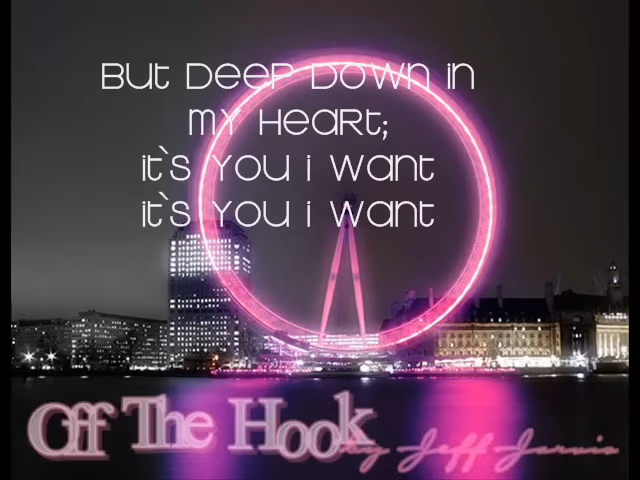 But Deep Down in
my Heart;
it`s you i want
it`s you i want
Off The Hook
by Jeff Jarvis